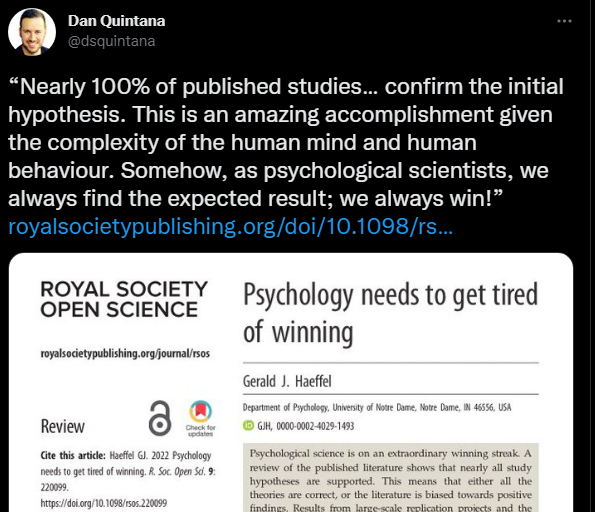 Dan Quintana
@dsquintana
“Nearly 100% of published studies... confirm the initial
hypothesis. This is an amazing accomplishment given
the complexity of the human mind and human
behaviour. Somehow, as psychological scientists, we
always find the expected result; we always win!”
royalsocietypublishing.org/doi/10.1098/rs...
ROYAL SOCIETY
OPEN SCIENCE
royalsocietypublishing.org/journal/rsos
Review
Check for
updates
Cite this article: Haeffel GJ. 2022 Psychology
needs to get tired of winning. R. Soc. Open Sci. 9:
220099.
https://doi.org/10.1098/rsos.220099
Psychology needs to get tired
of winning
Gerald J. Haeffel
Department of Psychology, University of Notre Dame, Notre Dame, IN 46556, USA
iD GJH, 0000-0002-4029-1493
Psychological science is on an extraordinary winning streak. A
review of the published literature shows that nearly all study
hypotheses are supported. This means that either all the
theories are correct, or the literature is biased towards positive
findings. Results from large-scale replication projects and the